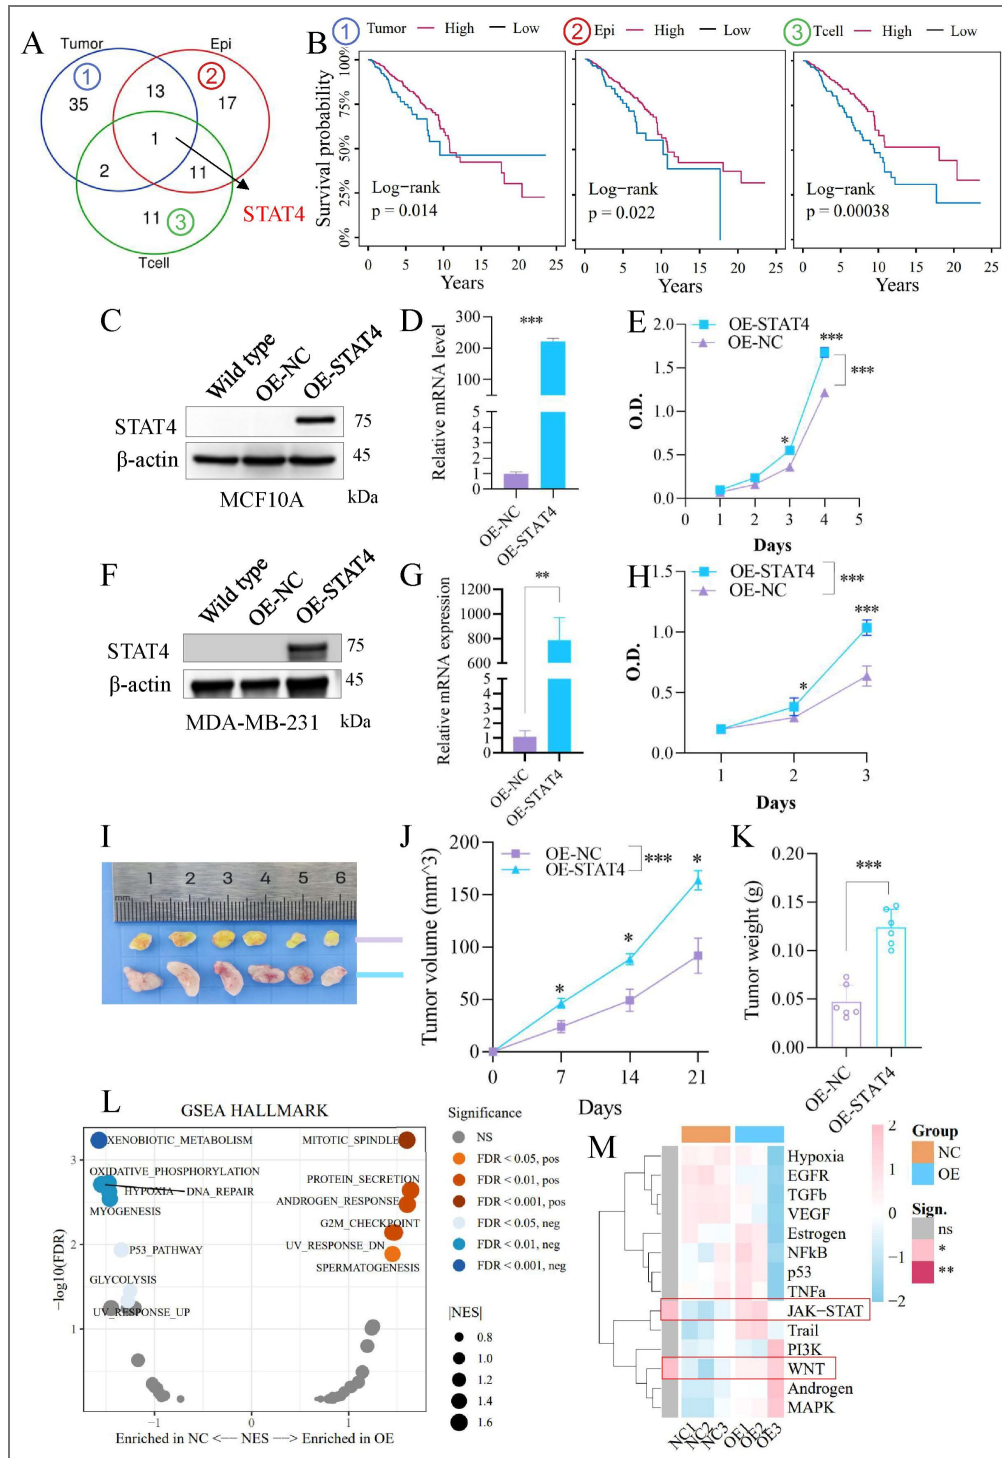 A
Tumor
Epi
1
2
35
13
17
1
2
11
STAT4
11
3
Tcell
B
1 Tumor High Low
2 Epi High Low
3 Tcell High Low
Survival probability
100%
75%
50%
25%
0%
Log-rank
p = 0.014
Log-rank
p = 0.022
Log-rank
p = 0.00038
0 5 10 15 20 25
0 5 10 15 20 25
0 5 10 15 20 25
Years
Years
Years
C
Wild type
OE-NC
OE-STAT4
STAT4
75
β-actin
45
MCF10A
kDa
D
Relative mRNA level
300
200
100
5
4
3
2
1
0
***
OE-NC
OE-STAT4
E
OE-STAT4
OE-NC
O.D.
2.0
1.5
1.0
0.5
0.0
*
***
***
0 1 2 3 4 5
Days
F
Wild type
OE-NC
OE-STAT4
STAT4
75
β-actin
45
MDA-MB-231
kDa
G
Relative mRNA expression
1200
1000
800
600
5
4
3
2
1
0
**
OE-NC
OE-STAT4
H
OE-STAT4
OE-NC
***
O.D.
1.5
1.0
0.5
0.0
*
***
1 2 3
Days
I
1 2 3 4 5 6
J
OE-NC
OE-STAT4
***
Tumor volume (mm^3)
200
150
100
50
0
*
*
*
0 7 14 21
Days
K
Tumor weight (g)
0.20
0.15
0.10
0.05
0.00
***
OE-NC
OE-STAT4
L
GSEA HALLMARK
−log10(FDR)
3
2
1
XENOBIOTIC_METABOLISM
MITOTIC_SPINDLE
OXIDATIVE_PHOSPHORYLATION
PROTEIN_SECRETION
HYPOXIA
DNA_REPAIR
ANDROGEN_RESPONSE
MYOGENESIS
G2M_CHECKPOINT
P53_PATHWAY
UV_RESPONSE_DN
SPERMATOGENESIS
GLYCOLYSIS
UV_RESPONSE_UP
−1 0 1
Enriched in NC <---- NES ----> Enriched in OE
Significance
NS
FDR < 0.05, pos
FDR < 0.01, pos
FDR < 0.001, pos
FDR < 0.05, neg
FDR < 0.01, neg
FDR < 0.001, neg
|NES|
0.8
1.0
1.2
1.4
1.6
M
Hypoxia
EGFR
TGFb
VEGF
Estrogen
NFkB
p53
TNFa
JAK−STAT
Trail
PI3K
WNT
Androgen
MAPK
NC1
NC2
NC3
OE1
OE2
OE3
2
1
0
−1
−2
Group
NC
OE
Sign.
ns
*
**